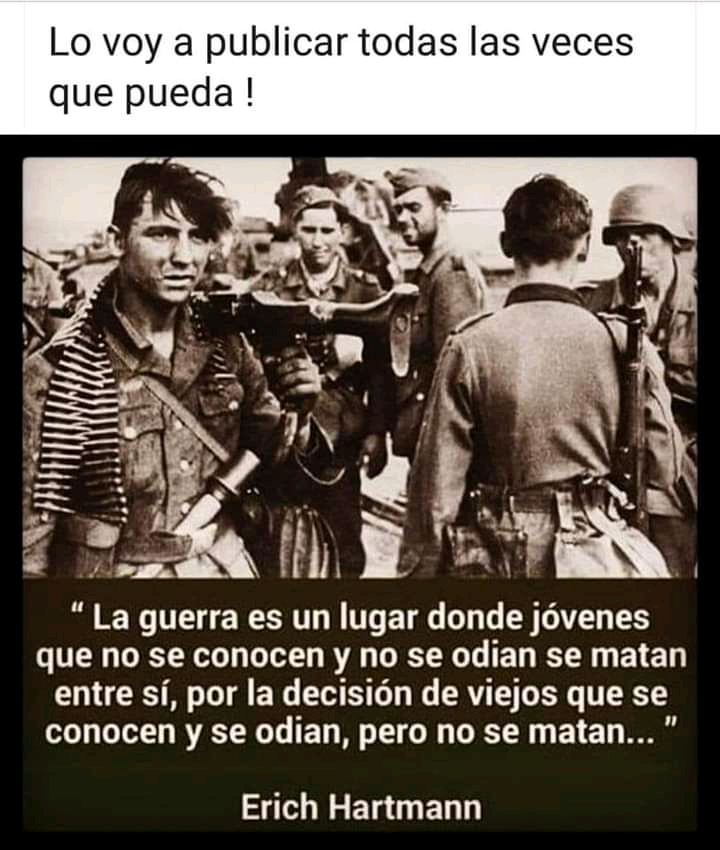 Lo voy a publicar todas las veces
que pueda !
“ La guerra es un lugar donde jóvenes
que no se conocen y no se odian se matan
entre sí, por la decisión de viejos que se
conocen y se odian, pero no se matan... ”
Erich Hartmann